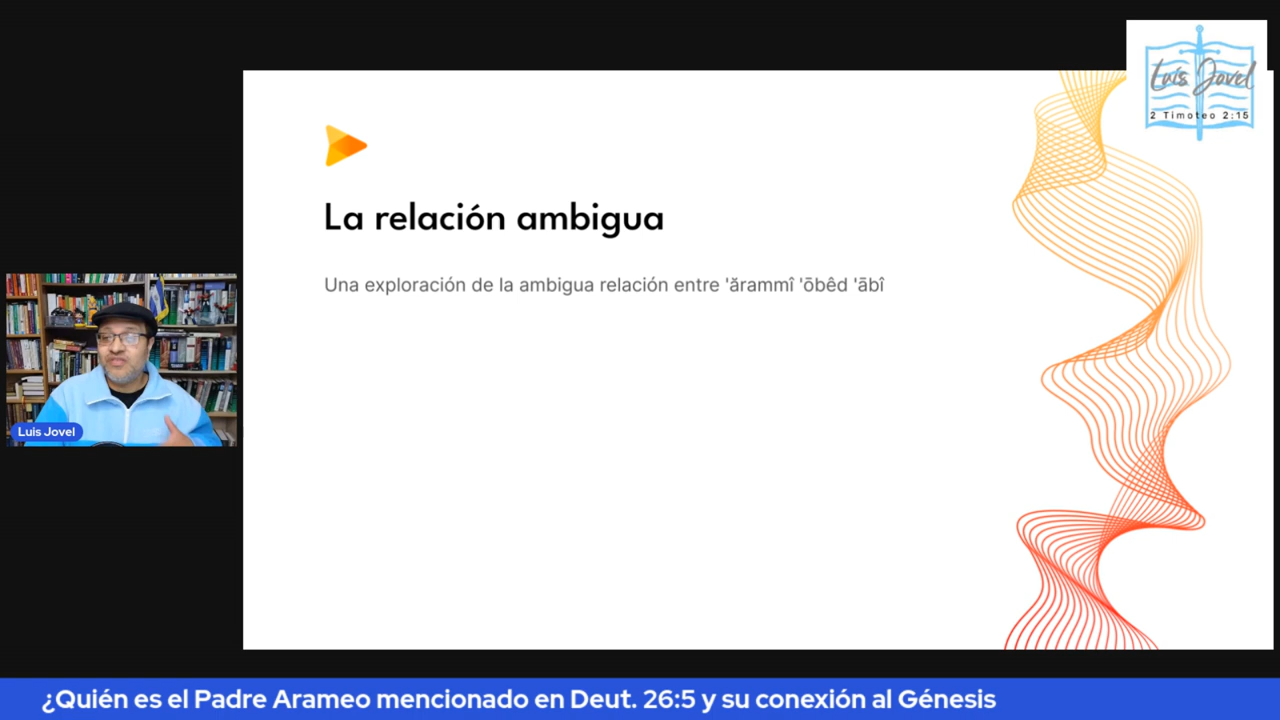 Luis Jovel
2 Timoteo 2:15
La relación ambigua
Una exploración de la ambigua relación entre 'ărammî 'ōbêd 'ābî
Luis Jovel
¿Quién es el Padre Arameo mencionado en Deut. 26:5 y su conexión al Génesis